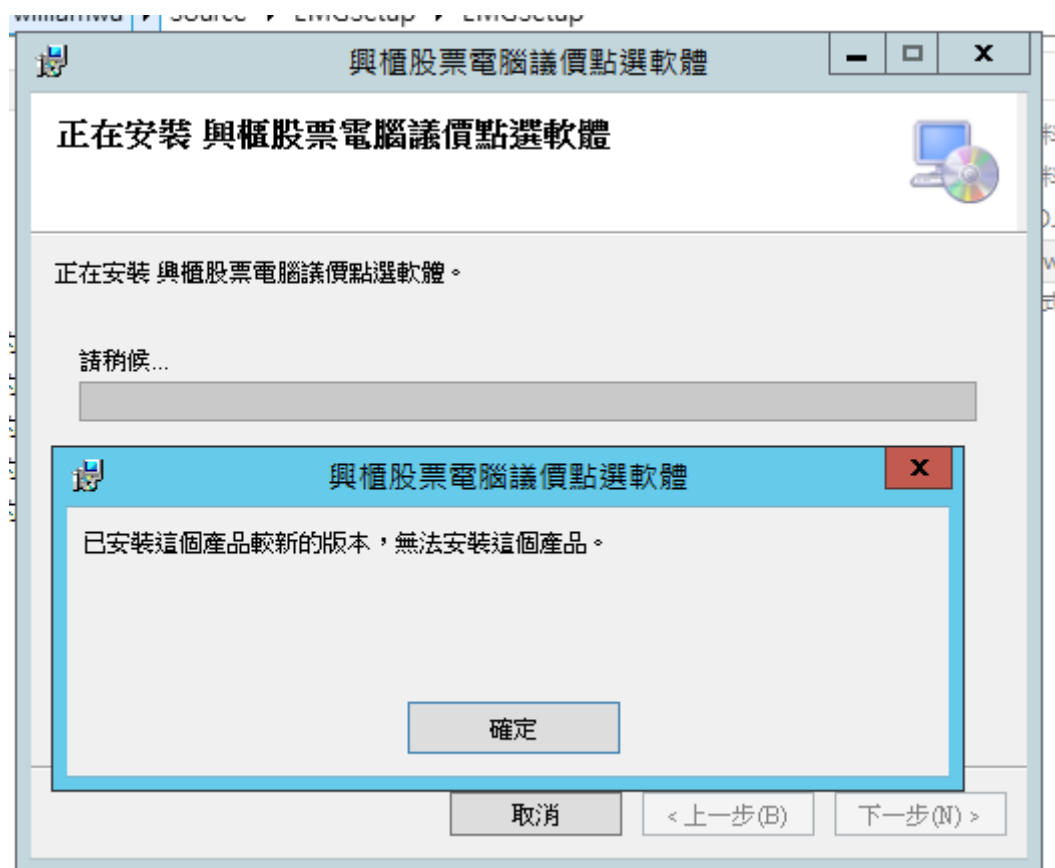 興櫃股票電腦議價點選軟體
正在安裝 興櫃股票電腦議價點選軟體
正在安裝 興櫃股票電腦議價點選軟體。
請稍候...
興櫃股票電腦議價點選軟體
已安裝這個產品較新的版本，無法安裝這個產品。
確定
取消
<上一步(B)
下一步(N)>